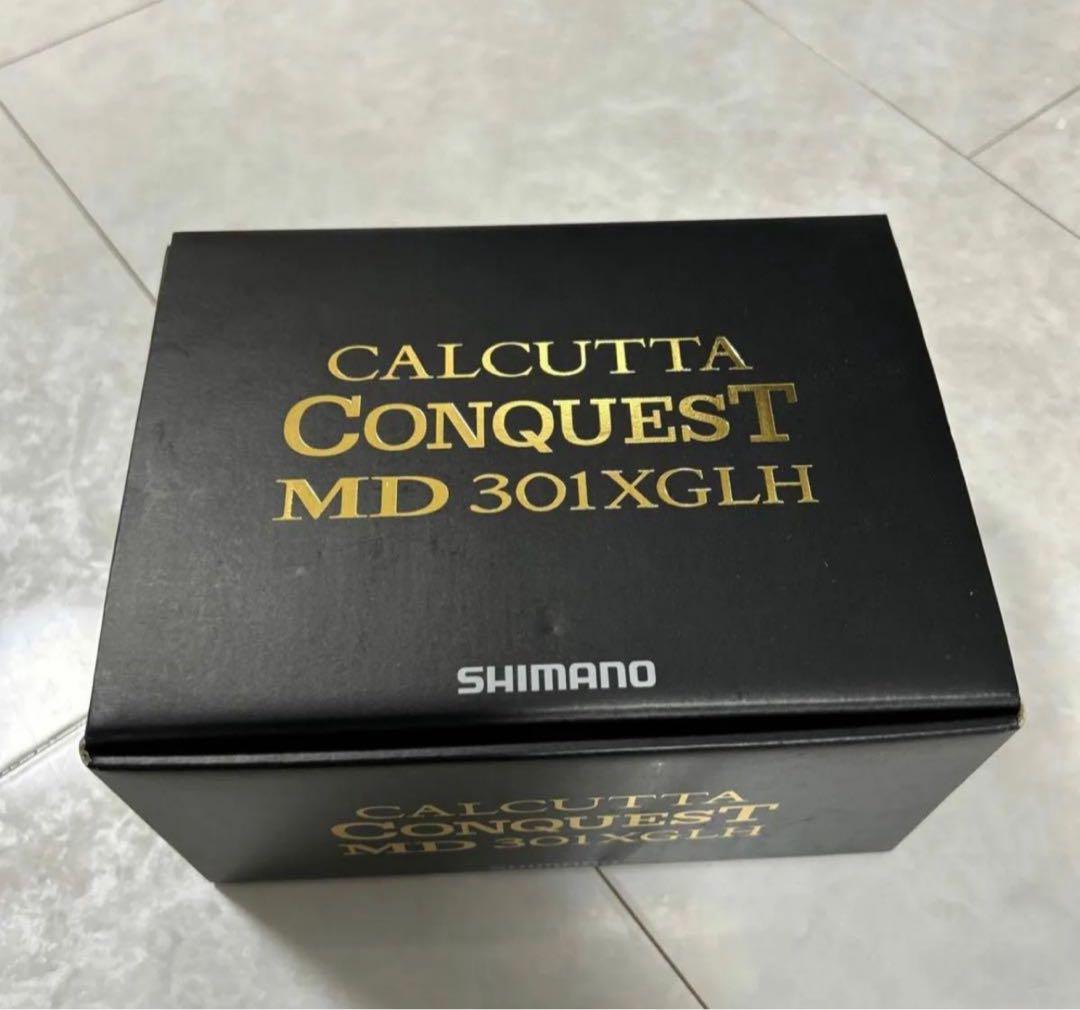 CALCUTTA
CONQUEST
MD 301XGLH
SHIMANO
CALCUTTA
CONQUEST
MD 301XGLH